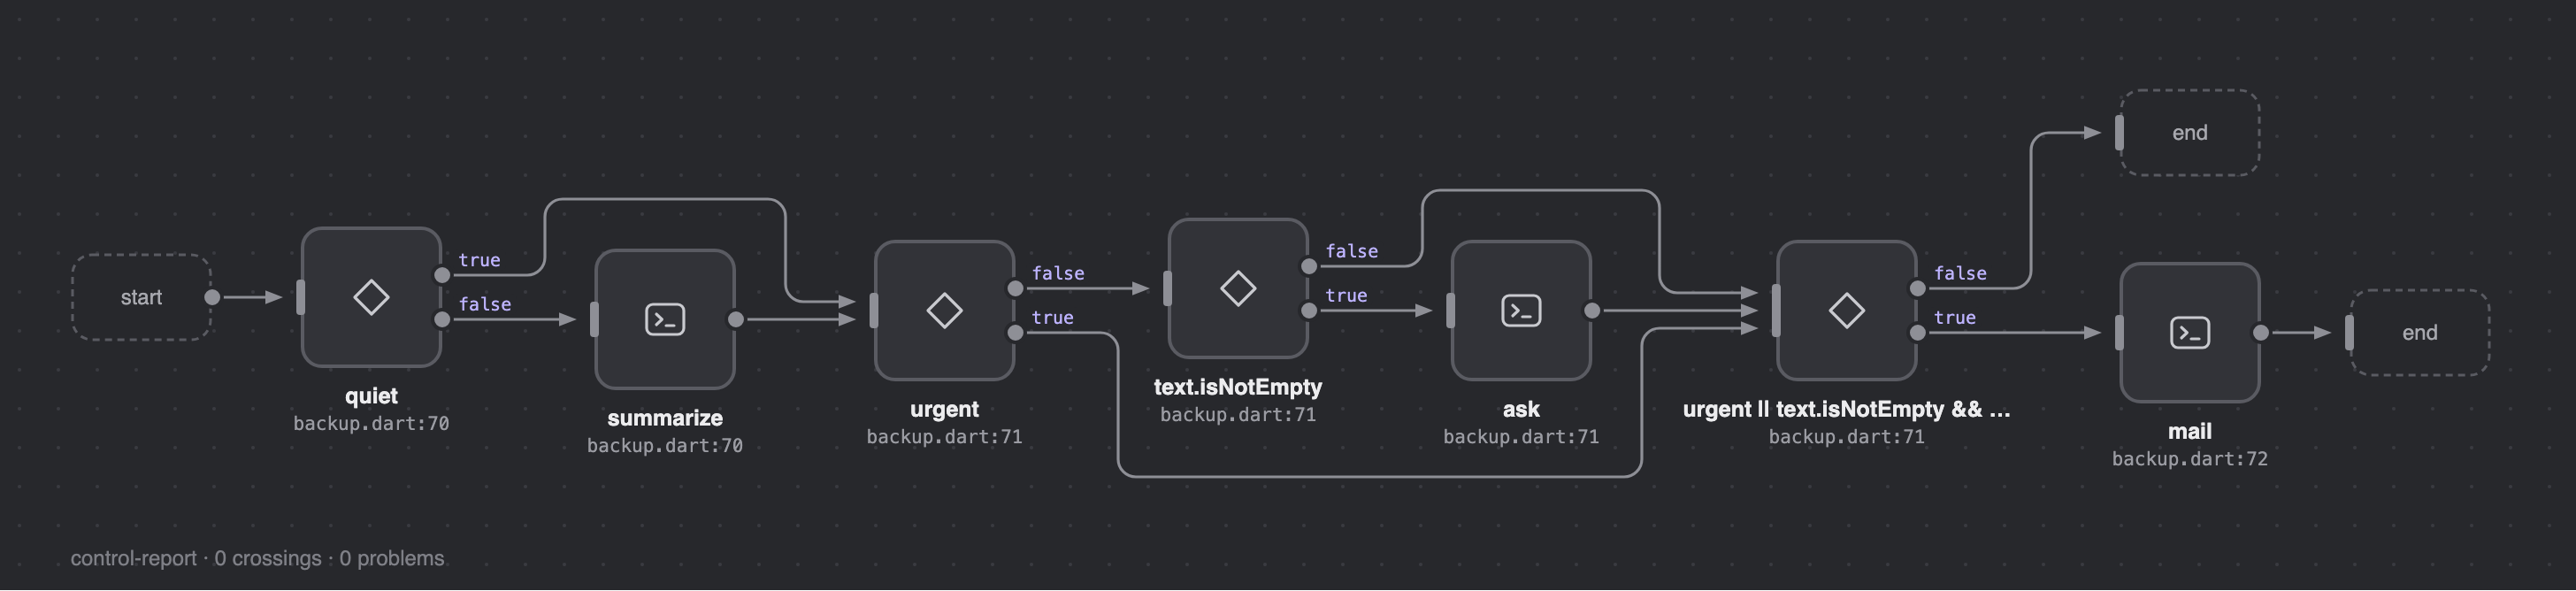 start
true
false
quiet
backup.dart:70
summarize
backup.dart:70
false
true
urgent
backup.dart:71
false
true
text.isNotEmpty
backup.dart:71
ask
backup.dart:71
false
true
urgent || text.isNotEmpty && ...
backup.dart:71
end
mail
backup.dart:72
end
control-report · 0 crossings · 0 problems